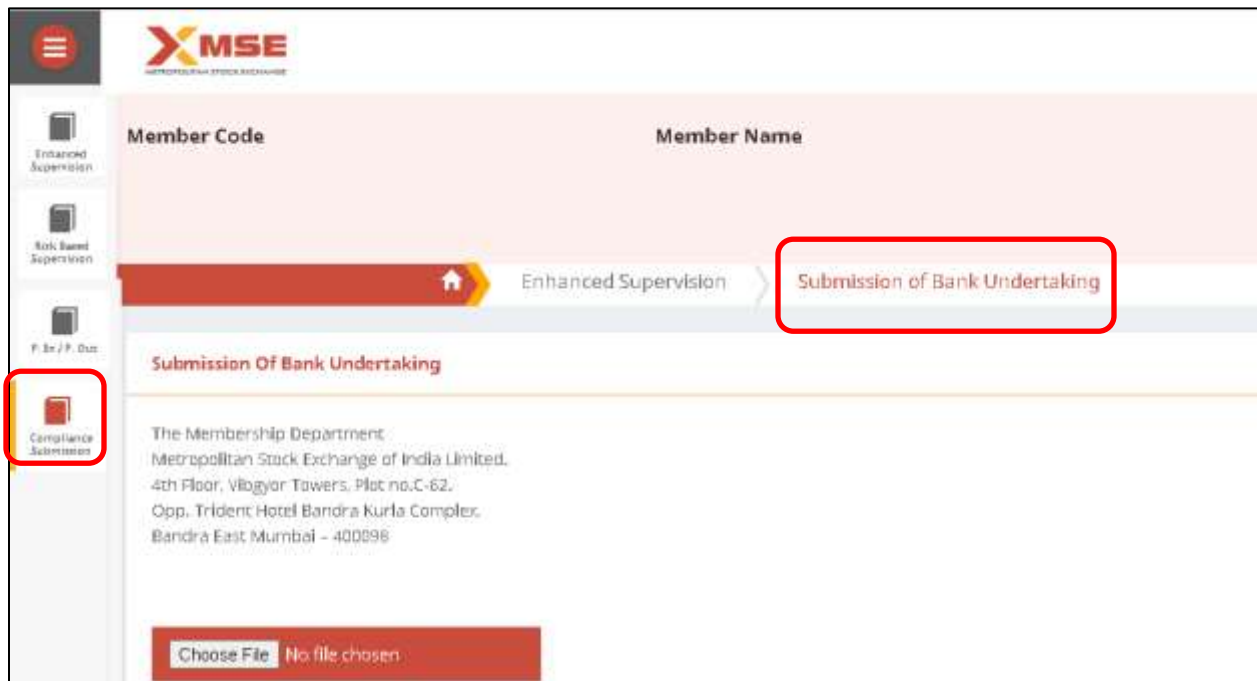 MSE
METROPOLITAN STOCK EXCHANGE
Enhanced
Supervision
Risk Based
Supervision
Compliance
Submission
Member Code Member Name
Enhanced Supervision Submission of Bank Undertaking
Submission Of Bank Undertaking
The Membership Department
Metropolitan Stock Exchange of India Limited,
4th Floor, Vibgyor Towers, Plot no.C-62,
Opp. Trident Hotel Bandra Kurla Complex,
Bandra East Mumbai – 400098
Choose File No file chosen